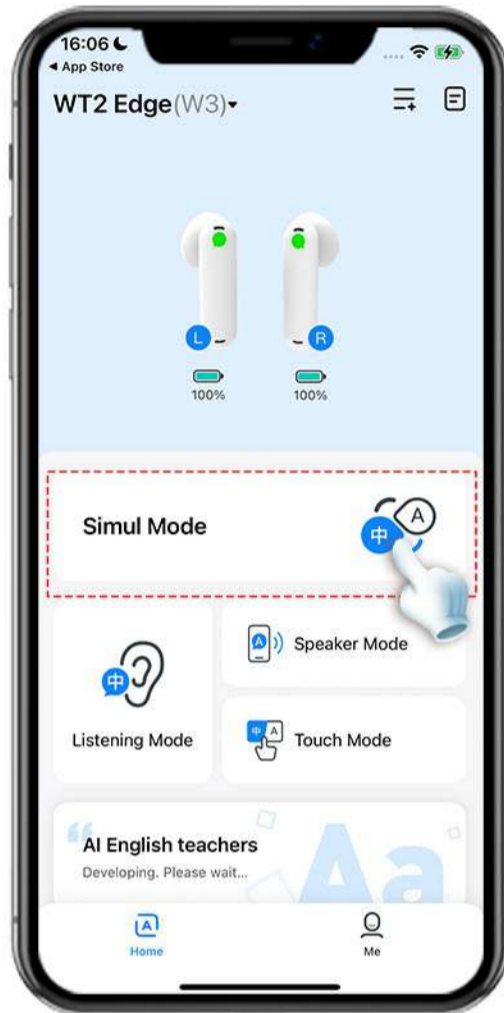 16:06
App Store
WT2 Edge(W3)
L
R
100%
100%
Simul Mode
中 A
中
Listening Mode
A
Speaker Mode
中 A
Touch Mode
AI English teachers
Developing. Please wait...
Aa
A
Home
Me